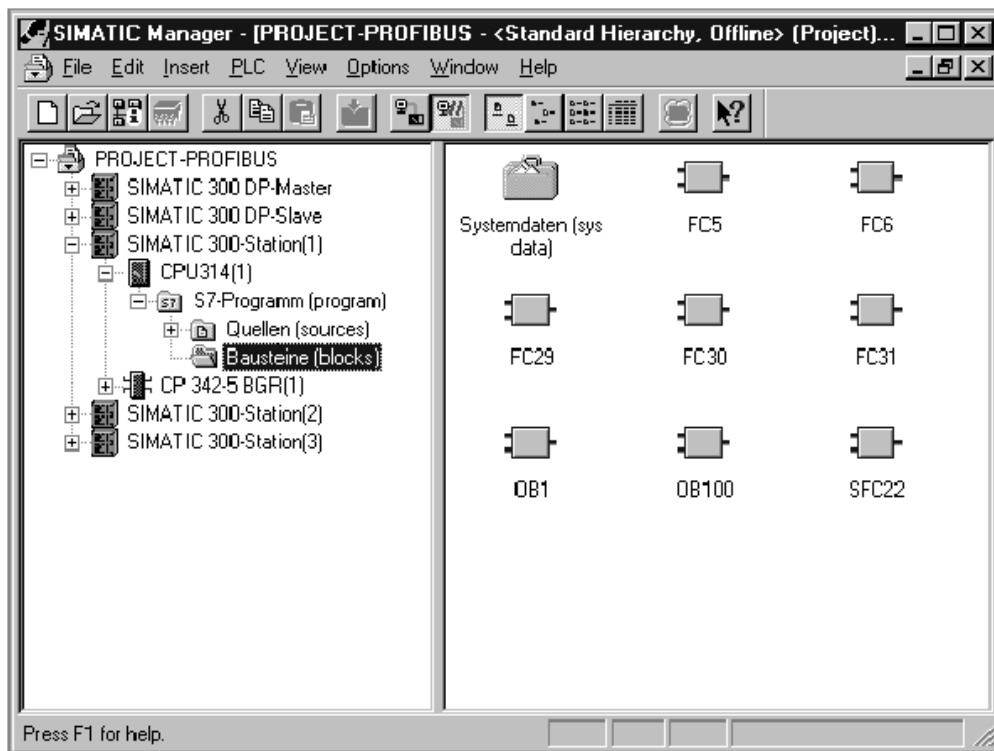 SIMATIC Manager - [PROJECT-PROFIBUS - <Standard Hierarchy, Offline> (Project)...
File Edit Insert PLC View Options Window Help
PROJECT-PROFIBUS
SIMATIC 300 DP-Master
SIMATIC 300 DP-Slave
SIMATIC 300-Station(1)
CPU314(1)
S7-Programm (program)
Quellen (sources)
Bausteine (blocks)
CP 342-5 BGR(1)
SIMATIC 300-Station(2)
SIMATIC 300-Station(3)
Systemdaten (sys
data)
FC5
FC6
FC29
FC30
FC31
OB1
OB100
SFC22
Press F1 for help.